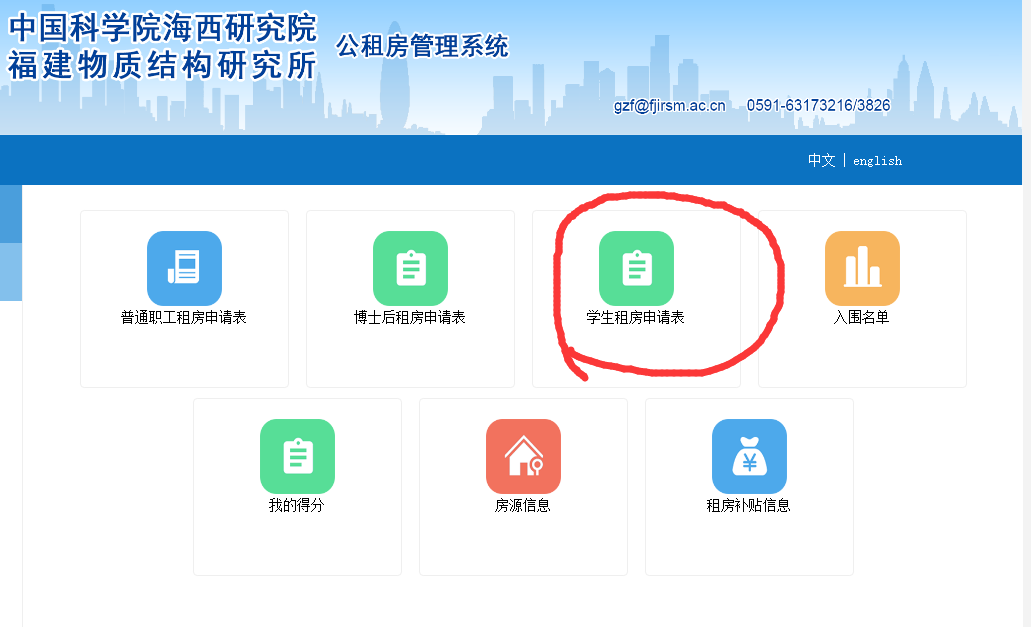 中国科学院海西研究院
福建物质结构研究所
公租房管理系统
gzf@fjirsm.ac.cn 0591-63173216/3826
中文 | english
普通职工租房申请表
博士后租房申请表
学生租房申请表
入围名单
我的得分
房源信息
租房补贴信息